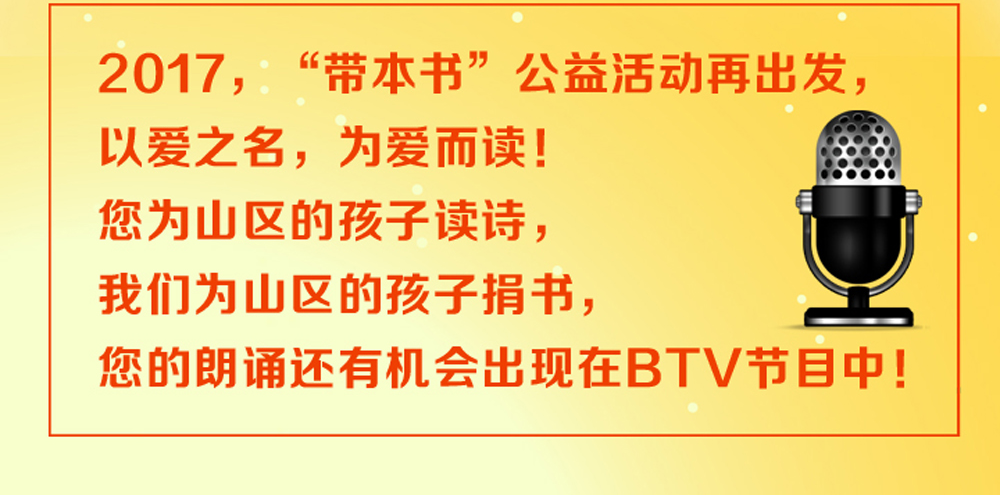 2017，“带本书”公益活动再出发，
以爱之名，为爱而读！
您为山区的孩子读诗，
我们为山区的孩子捐书，
您的朗诵还有机会出现在BTV节目中！